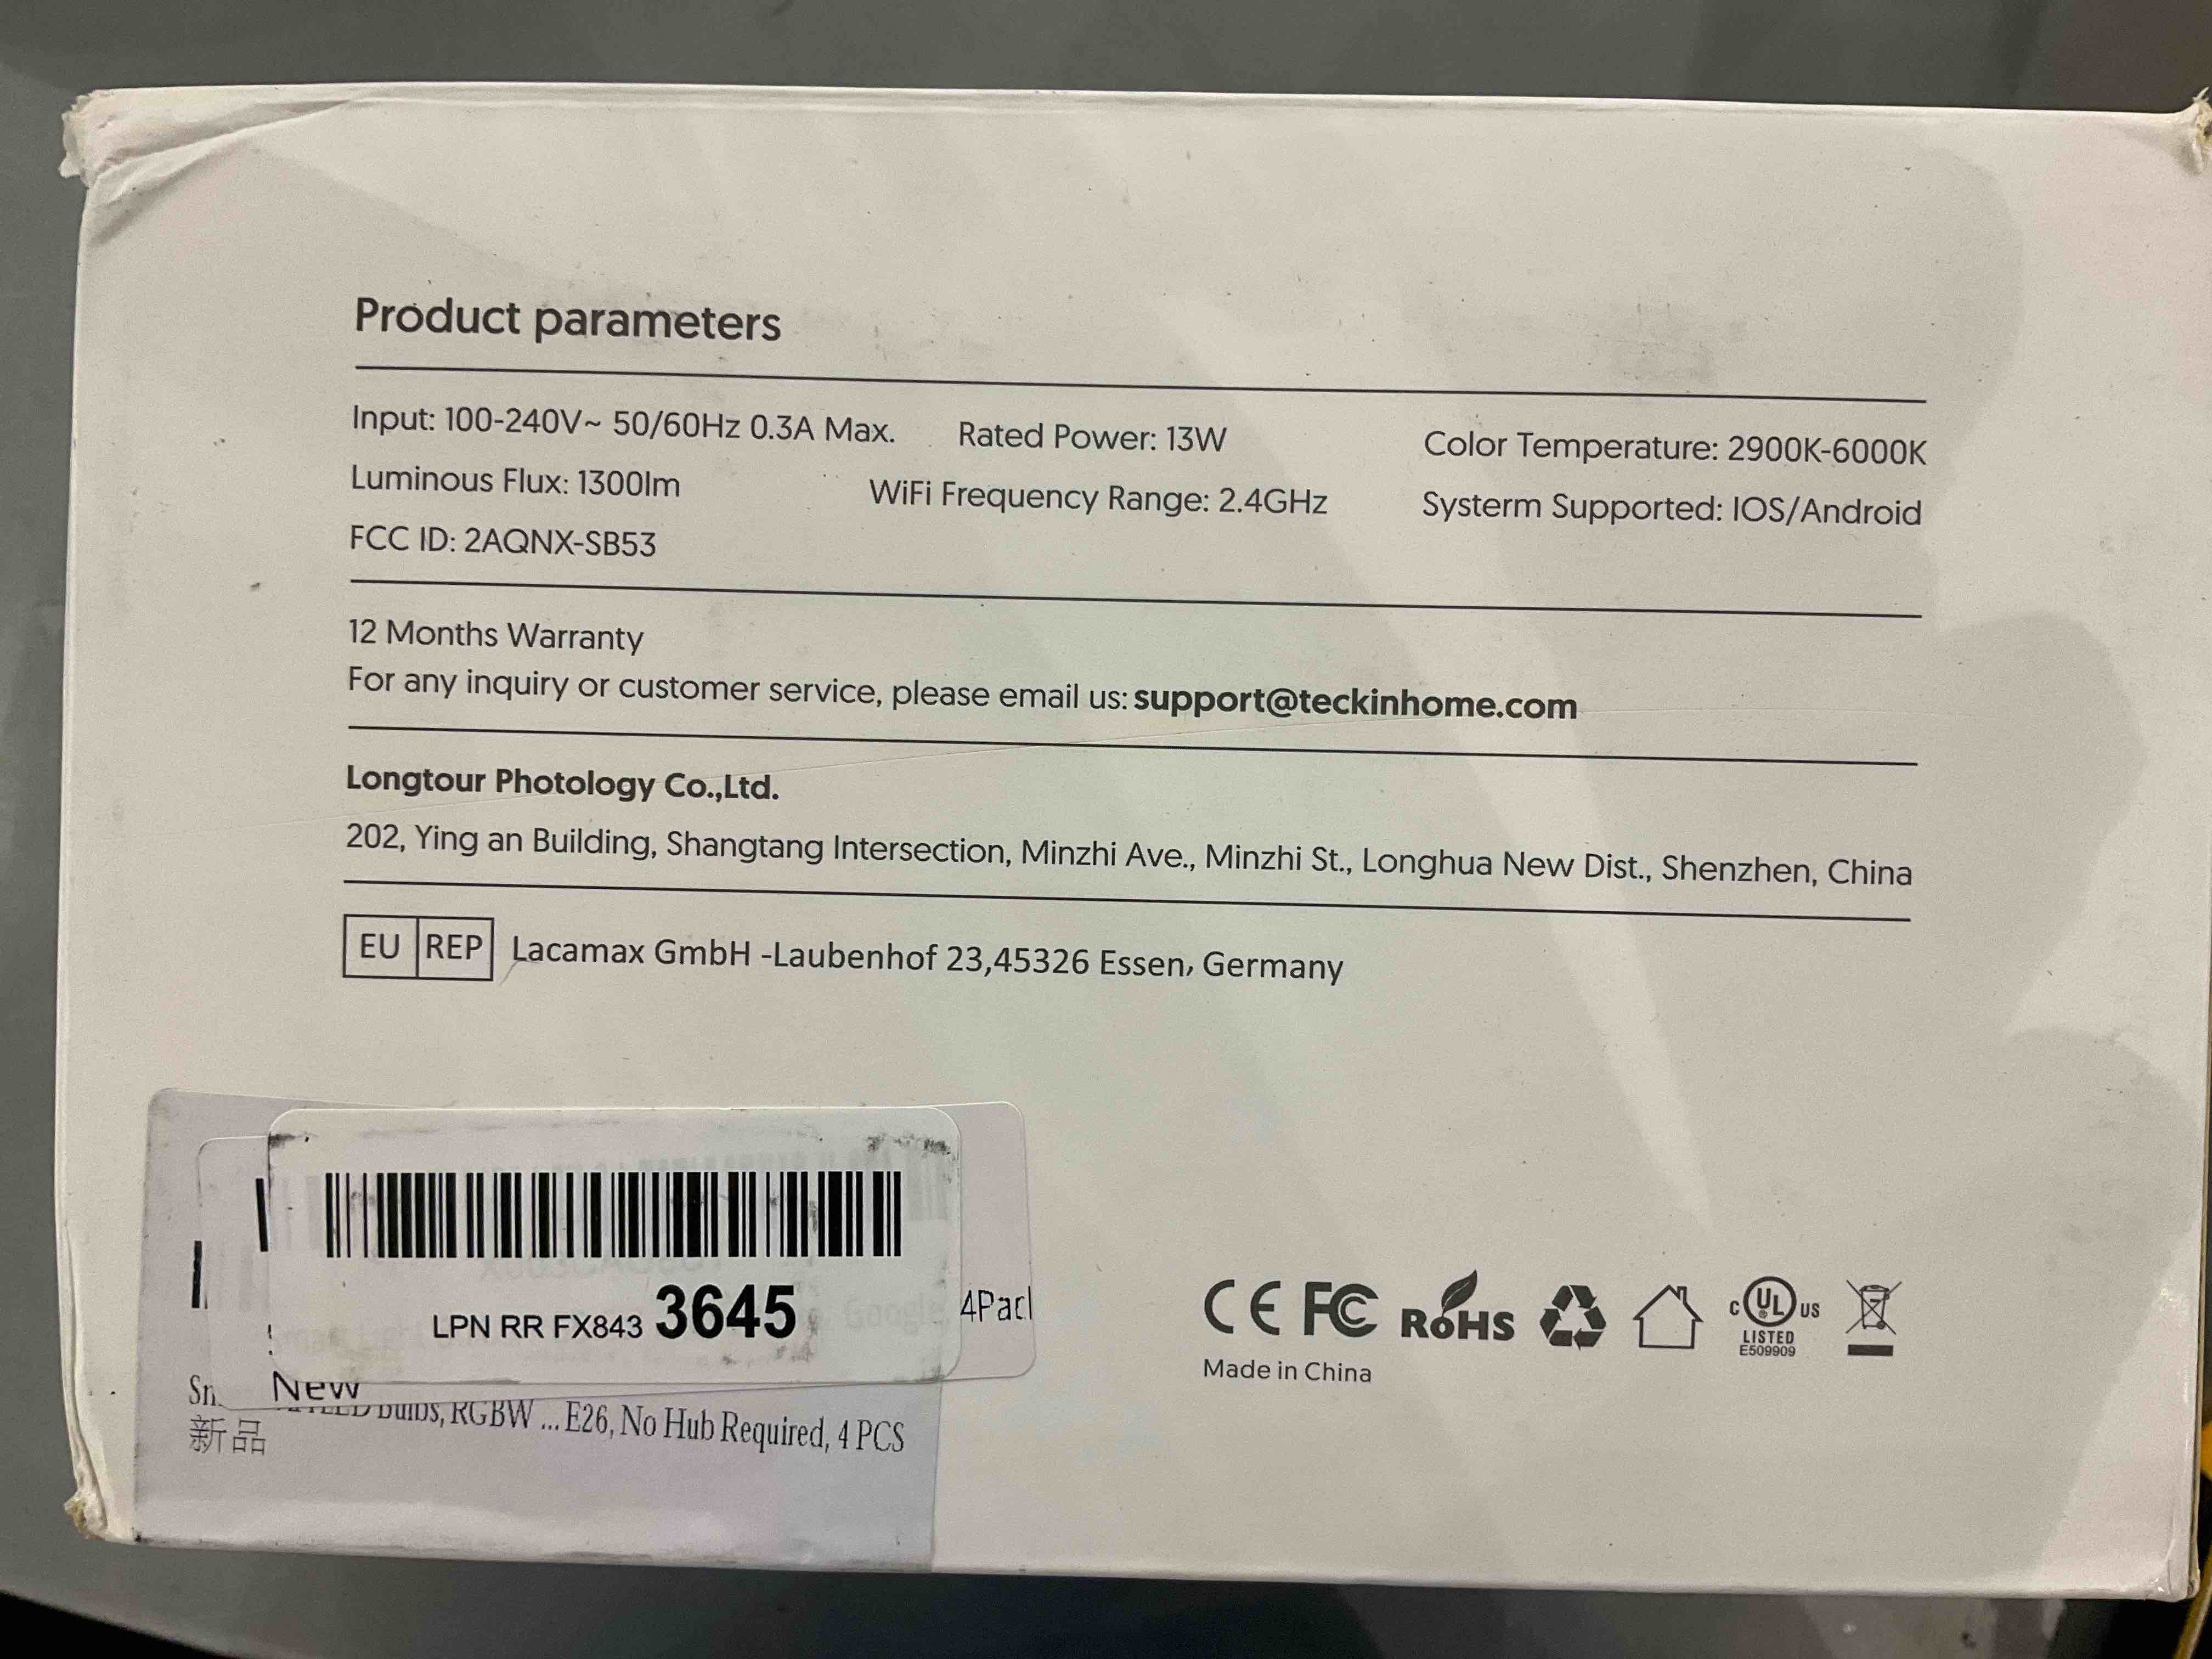 Product parameters
Input: 100-240V~ 50/60Hz 0.3A Max. Rated Power: 13W Color Temperature: 2900K-6000K
Luminous Flux: 1300lm WiFi Frequency Range: 2.4GHz Systerm Supported: IOS/Android
FCC ID: 2AQNX-SB53
12 Months Warranty
For any inquiry or customer service, please email us: support@teckinhome.com
Longtour Photology Co.,Ltd.
202, Ying an Building, Shangtang Intersection, Minzhi Ave., Minzhi St., Longhua New Dist., Shenzhen, China
EU REP Lacamax GmbH -Laubenhof 23,45326 Essen, Germany
LPN RR FX843 3645
Google
New
RGBW ... E26, No Hub Required, 4 PCS
新品
CE FC RoHS
c UL US
LISTED
E509909
Made in China